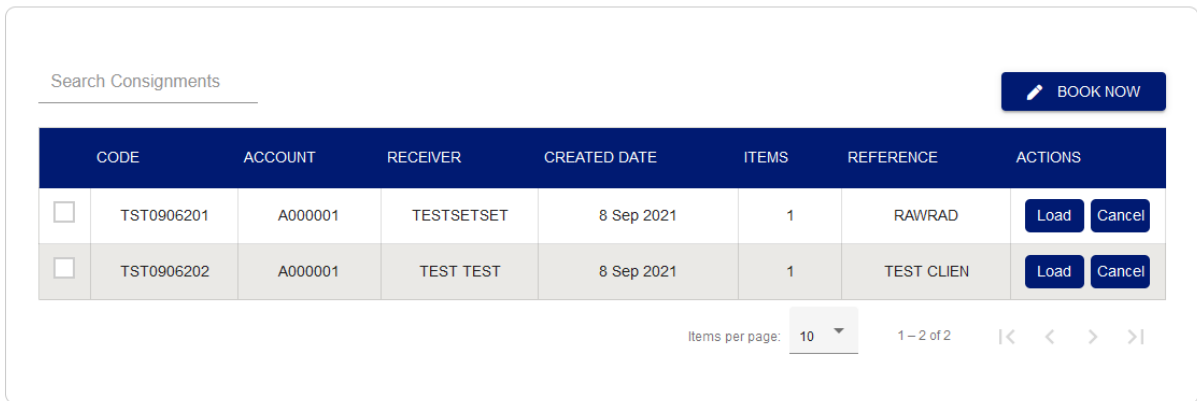 Search Consignments
BOOK NOW
CODE ACCOUNT RECEIVER CREATED DATE ITEMS REFERENCE ACTIONS
TST0906201 A000001 TESTSETSET 8 Sep 2021 1 RAWRAD Load Cancel
TST0906202 A000001 TEST TEST 8 Sep 2021 1 TEST CLIEN Load Cancel
Items per page: 10 1 – 2 of 2